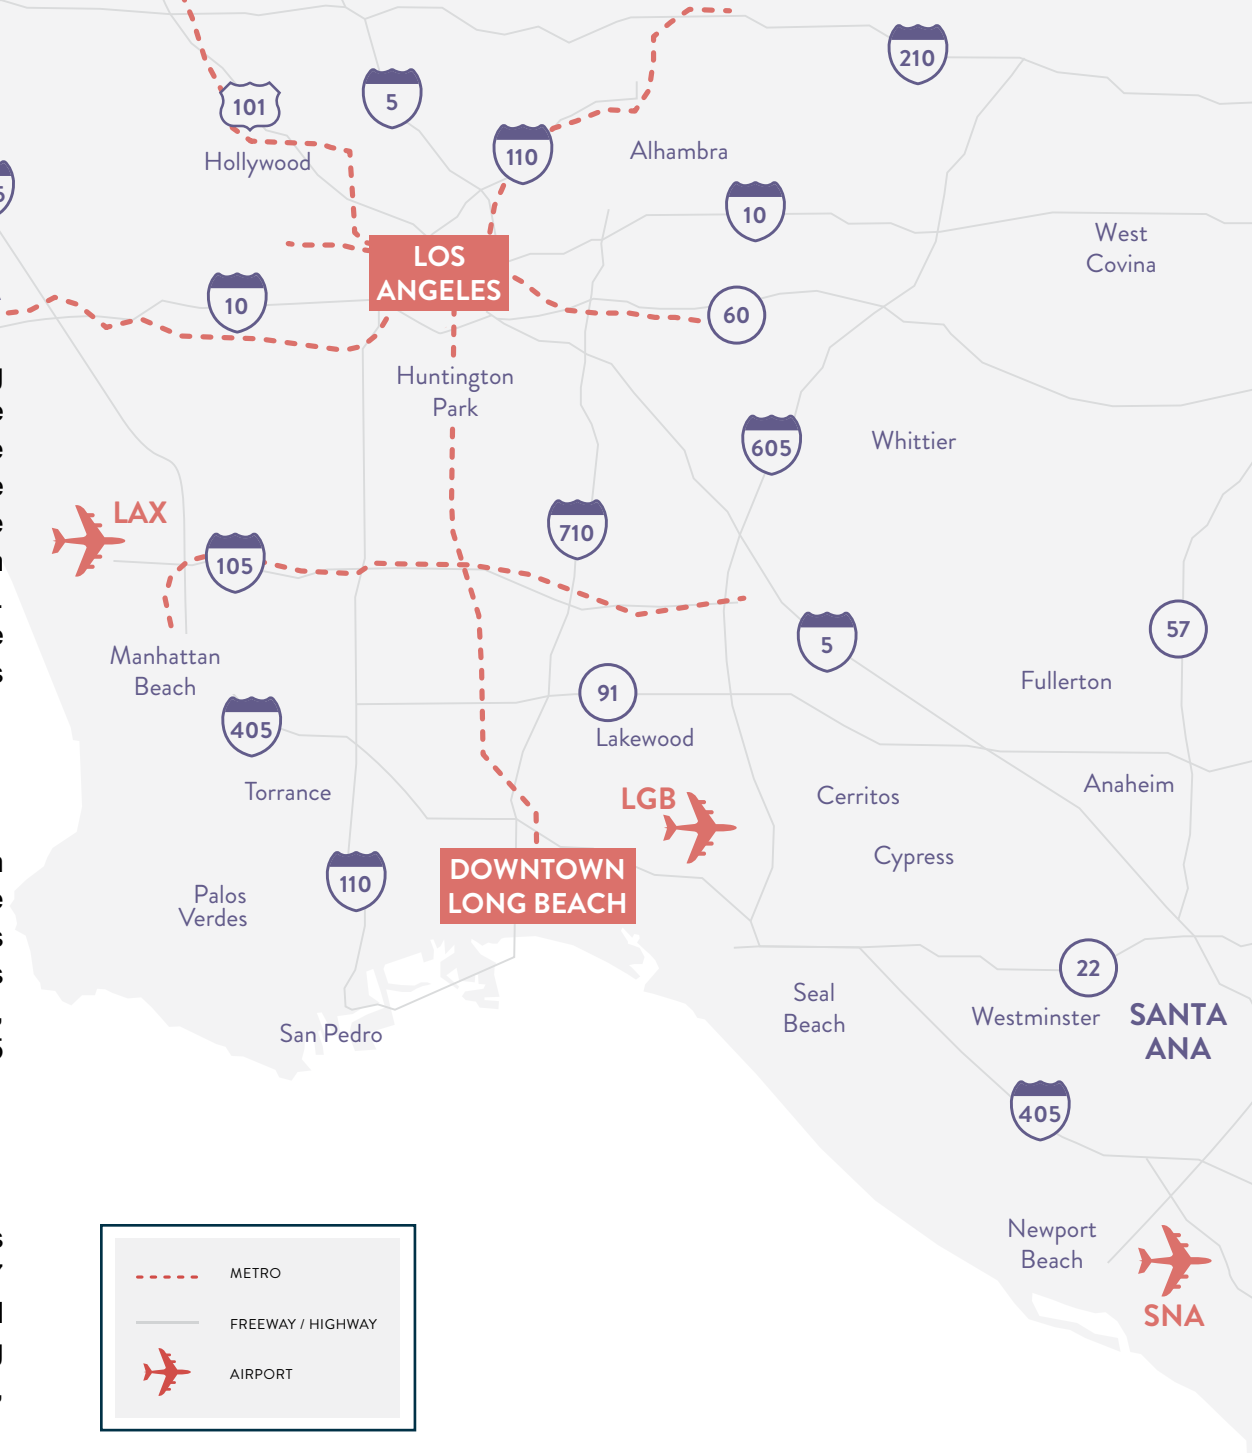 210
5
101
110
Hollywood
Alhambra
10
West
Covina
LOS
ANGELES
10
60
Huntington
Park
605
Whittier
LAX
710
105
57
5
Manhattan
Beach
Fullerton
91
405
Lakewood
Torrance
LGB
Cerritos
Anaheim
Cypress
DOWNTOWN
LONG BEACH
110
Palos
Verdes
22
Seal
Beach
Westminster
SANTA
ANA
San Pedro
405
Newport
Beach
SNA
METRO
FREEWAY / HIGHWAY
AIRPORT